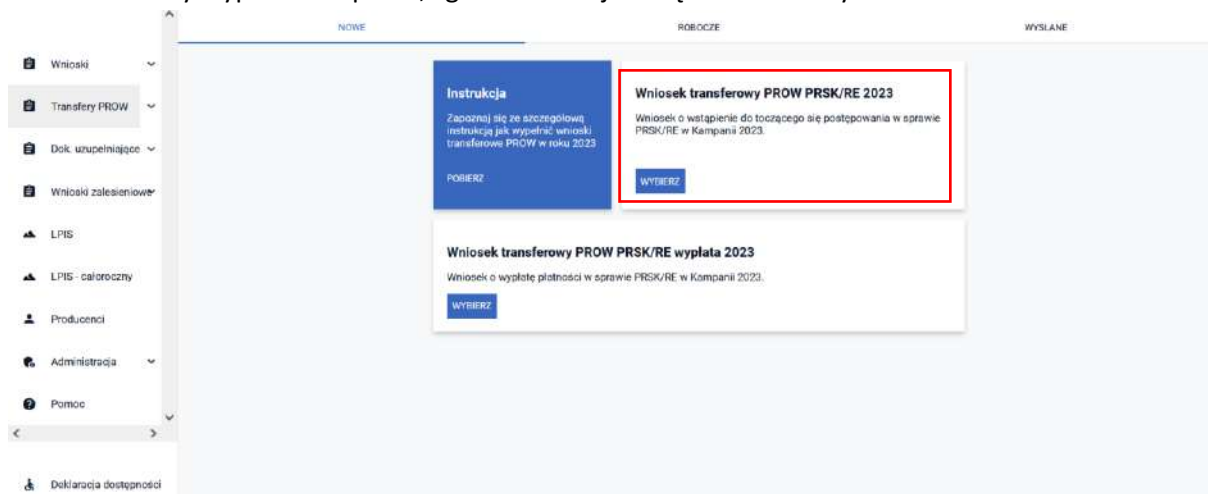 NOWE
ROBOCZE
WYSŁANE
Wnioski
Transfery PROW
Dok. uzupełniające
Wnioski zalesieniowe
LPIS
LPIS - całoroczny
Producenci
Administracja
Pomoc
Deklaracja dostępności
Instrukcja
Zapoznaj się ze szczegółową
instrukcją jak wypełnić wnioski
transferowe PROW w roku 2023
POBIERZ
Wniosek transferowy PROW PRSK/RE 2023
Wniosek o wstąpienie do toczącego się postępowania w sprawie
PRSK/RE w Kampanii 2023.
WYBIERZ
Wniosek transferowy PROW PRSK/RE wypłata 2023
Wniosek o wypłatę płatności w sprawie PRSK/RE w Kampanii 2023.
WYBIERZ